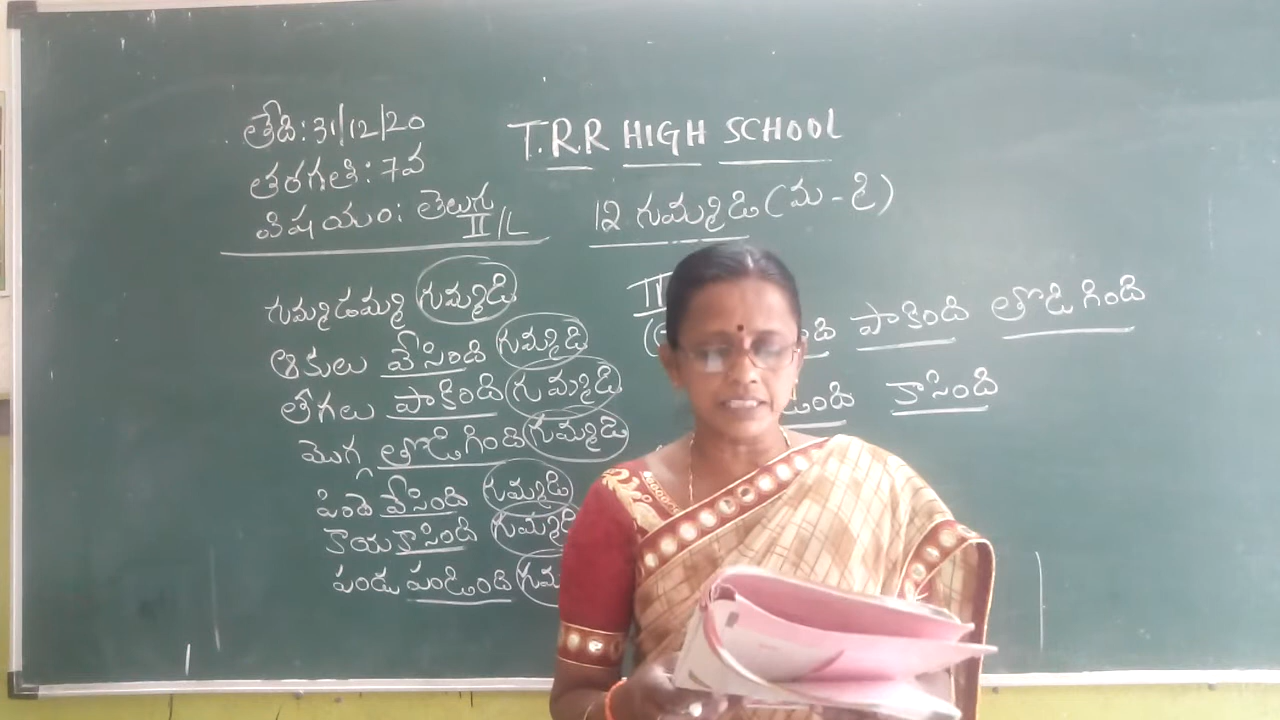 తేది: 31/12/20
తరగతి: 7వ
విషయం: తెలుగు
II/L
T.R.R HIGH SCHOOL
12 గుమ్మడి (మ - శి)
గుమ్మడమ్మ గుమ్మడి
ఆకులు వేసింది గుమ్మడి
తీగలు పాకింది గుమ్మడి
మొగ్గ తొడిగింది గుమ్మడి
పిందె వేసింది గుమ్మడి
కాయ కాసింది గుమ్మడి
పండు పండింది
పాకింది తొడిగింది
కాసింది